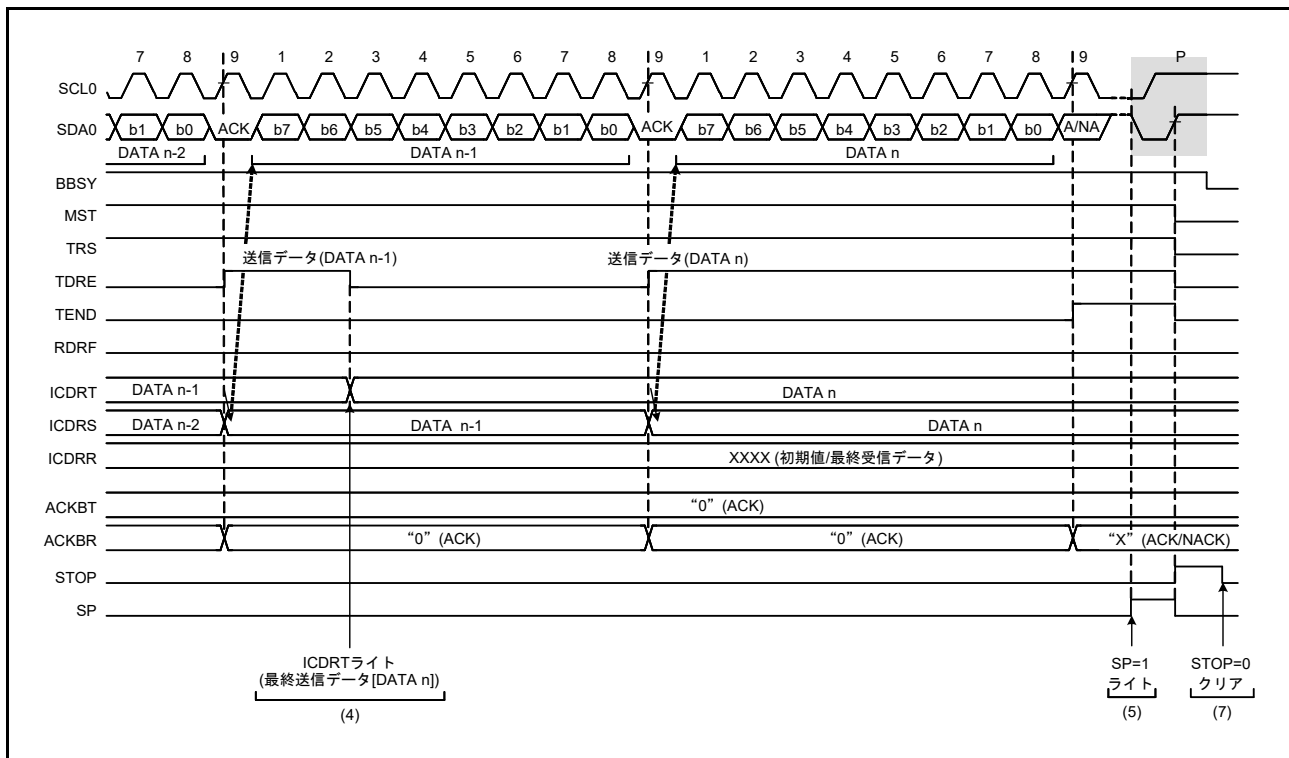 7 8 9 1 2 3 4 5 6 7 8 9 1 2 3 4 5 6 7 8 9 P
SCL0
SDA0 b1 b0 ACK b7 b6 b5 b4 b3 b2 b1 b0 ACK b7 b6 b5 b4 b3 b2 b1 b0 A/NA
DATA n-2 DATA n-1 DATA n
BBSY
MST
TRS
送信データ(DATA n-1) 送信データ(DATA n)
TDRE
TEND
RDRF
ICDRT DATA n-1 DATA n
ICDRS DATA n-2 DATA n-1 DATA n
ICDRR XXXX (初期値/最終受信データ)
ACKBT “0” (ACK)
ACKBR “0” (ACK) “0” (ACK) “X” (ACK/NACK)
STOP
SP
ICDRTライト SP=1 STOP=0
(最終送信データ[DATA n]) ライト クリア
(4) (5) (7)